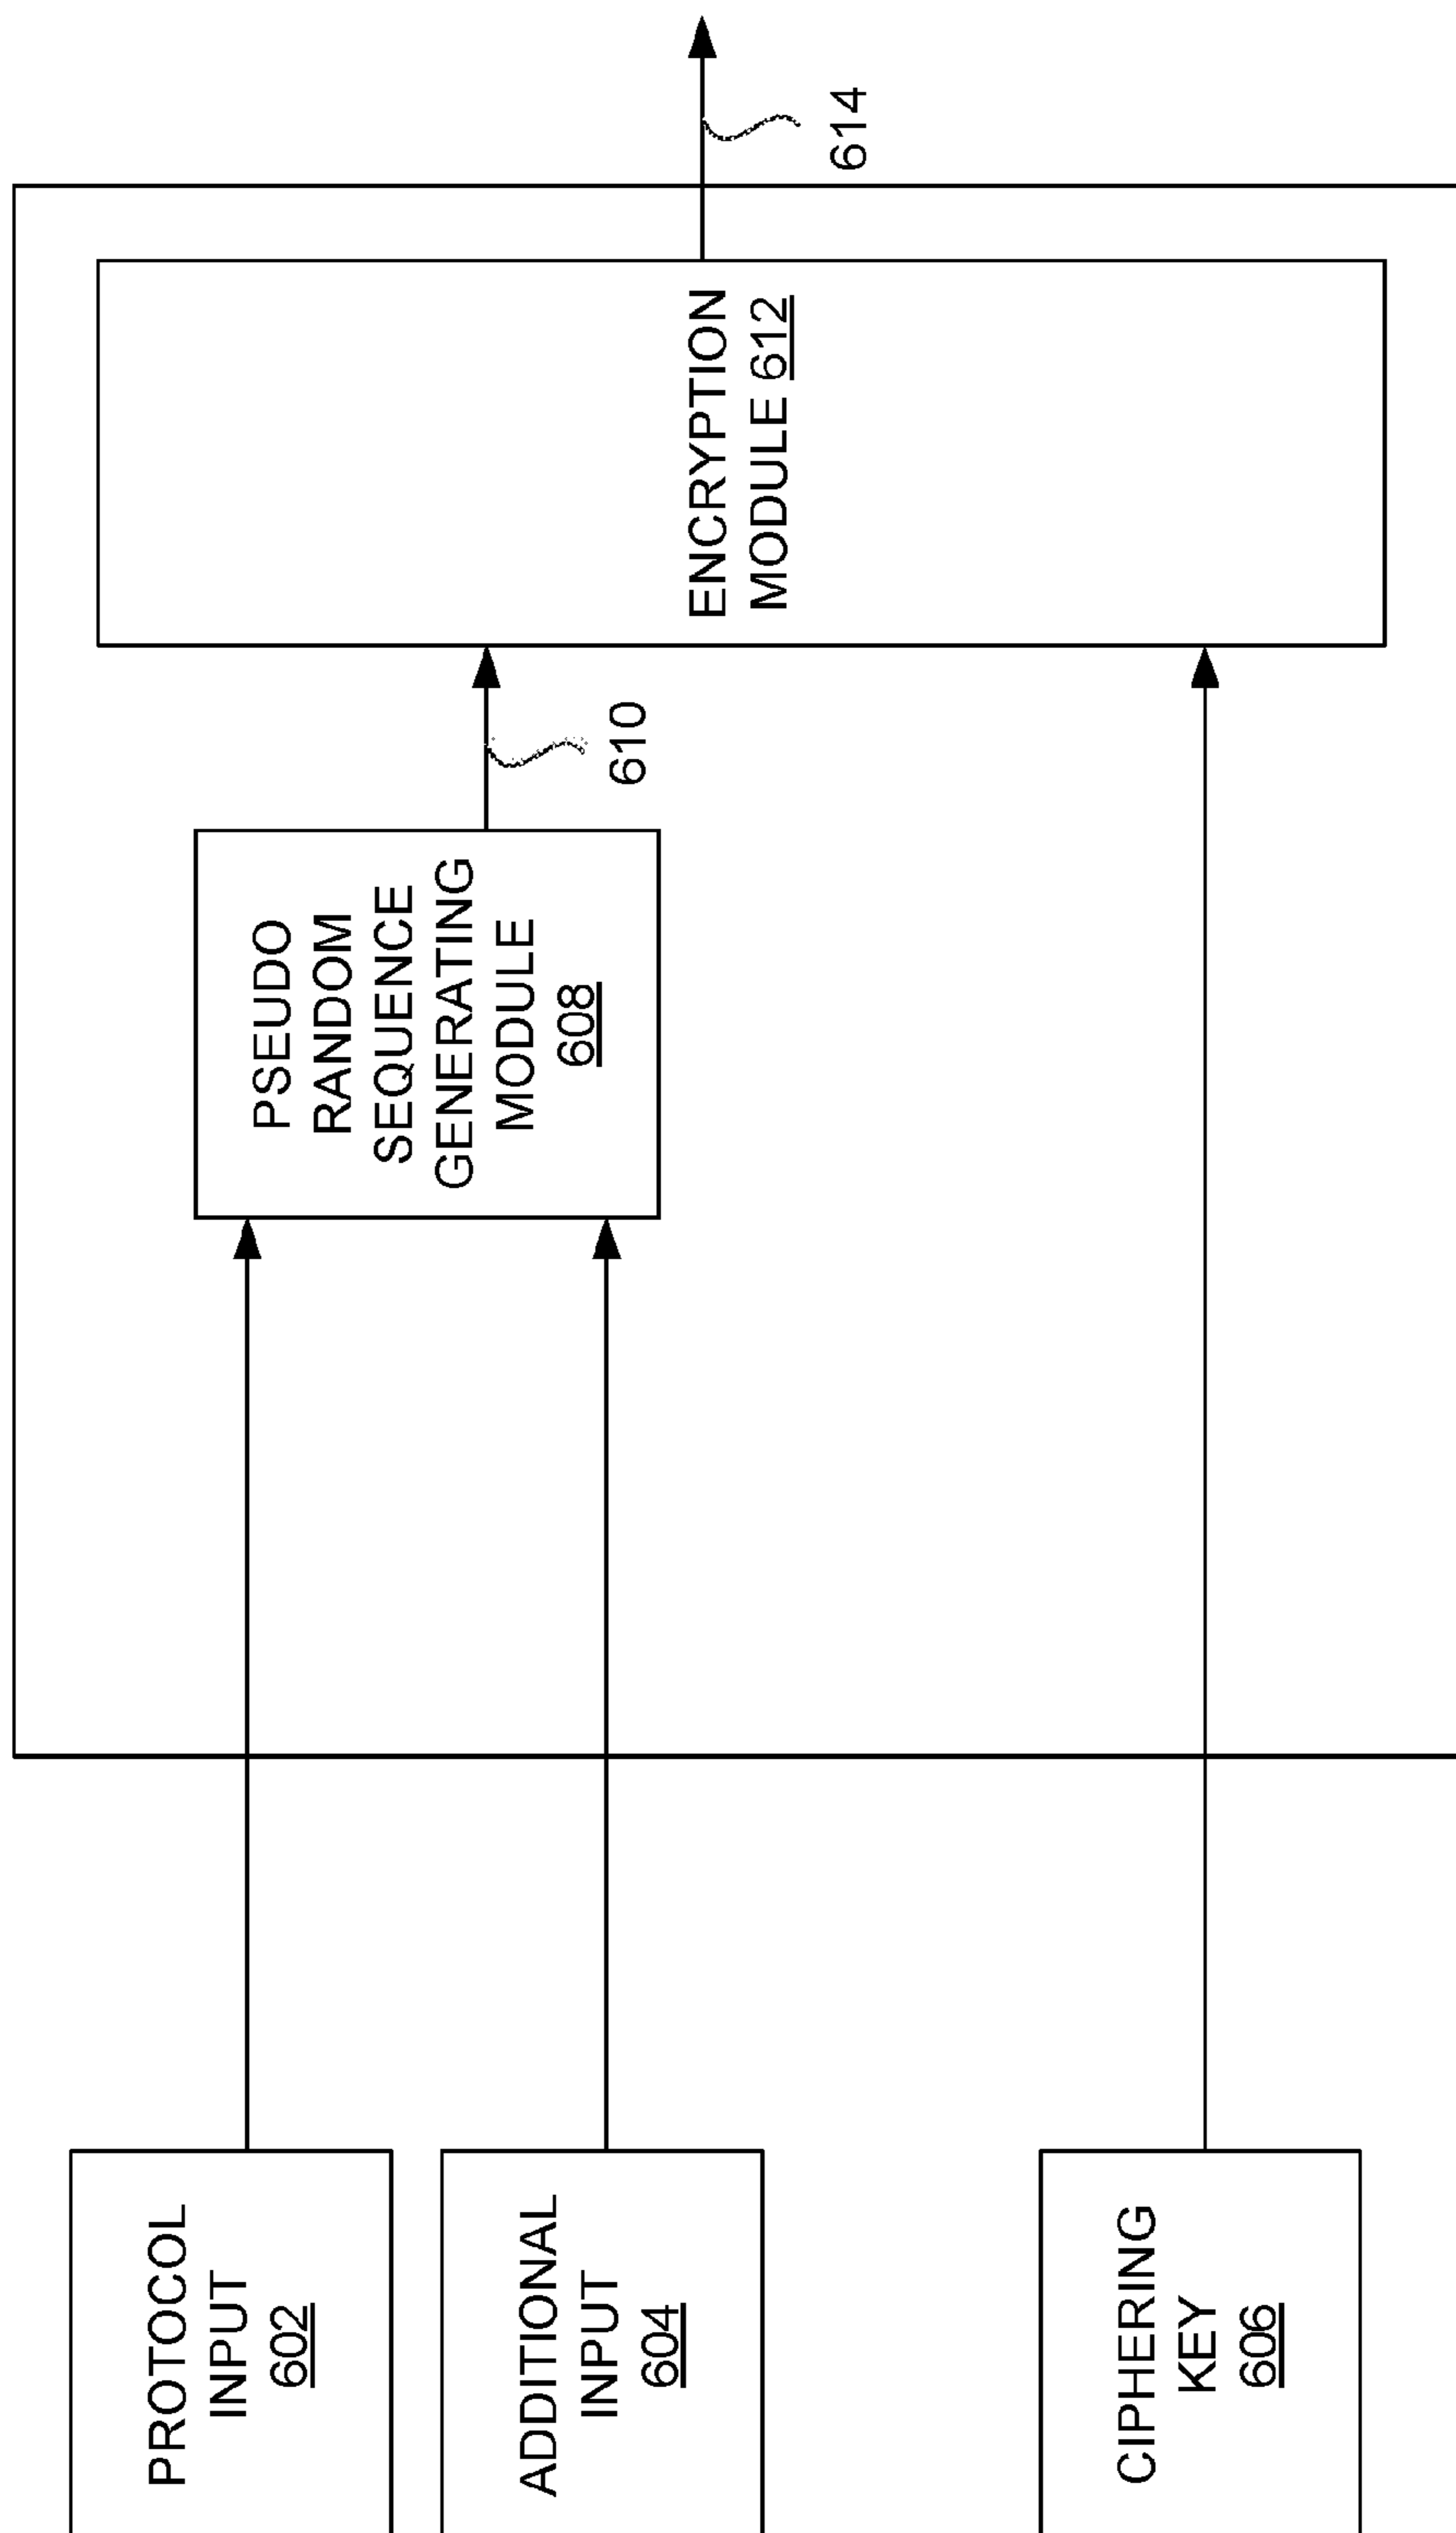 PROTOCOL
INPUT
602
ADDITIONAL
INPUT
604
CIPHERING
KEY
606
PSEUDO
RANDOM
SEQUENCE
GENERATING
MODULE
608
610
ENCRYPTION
MODULE 612
614